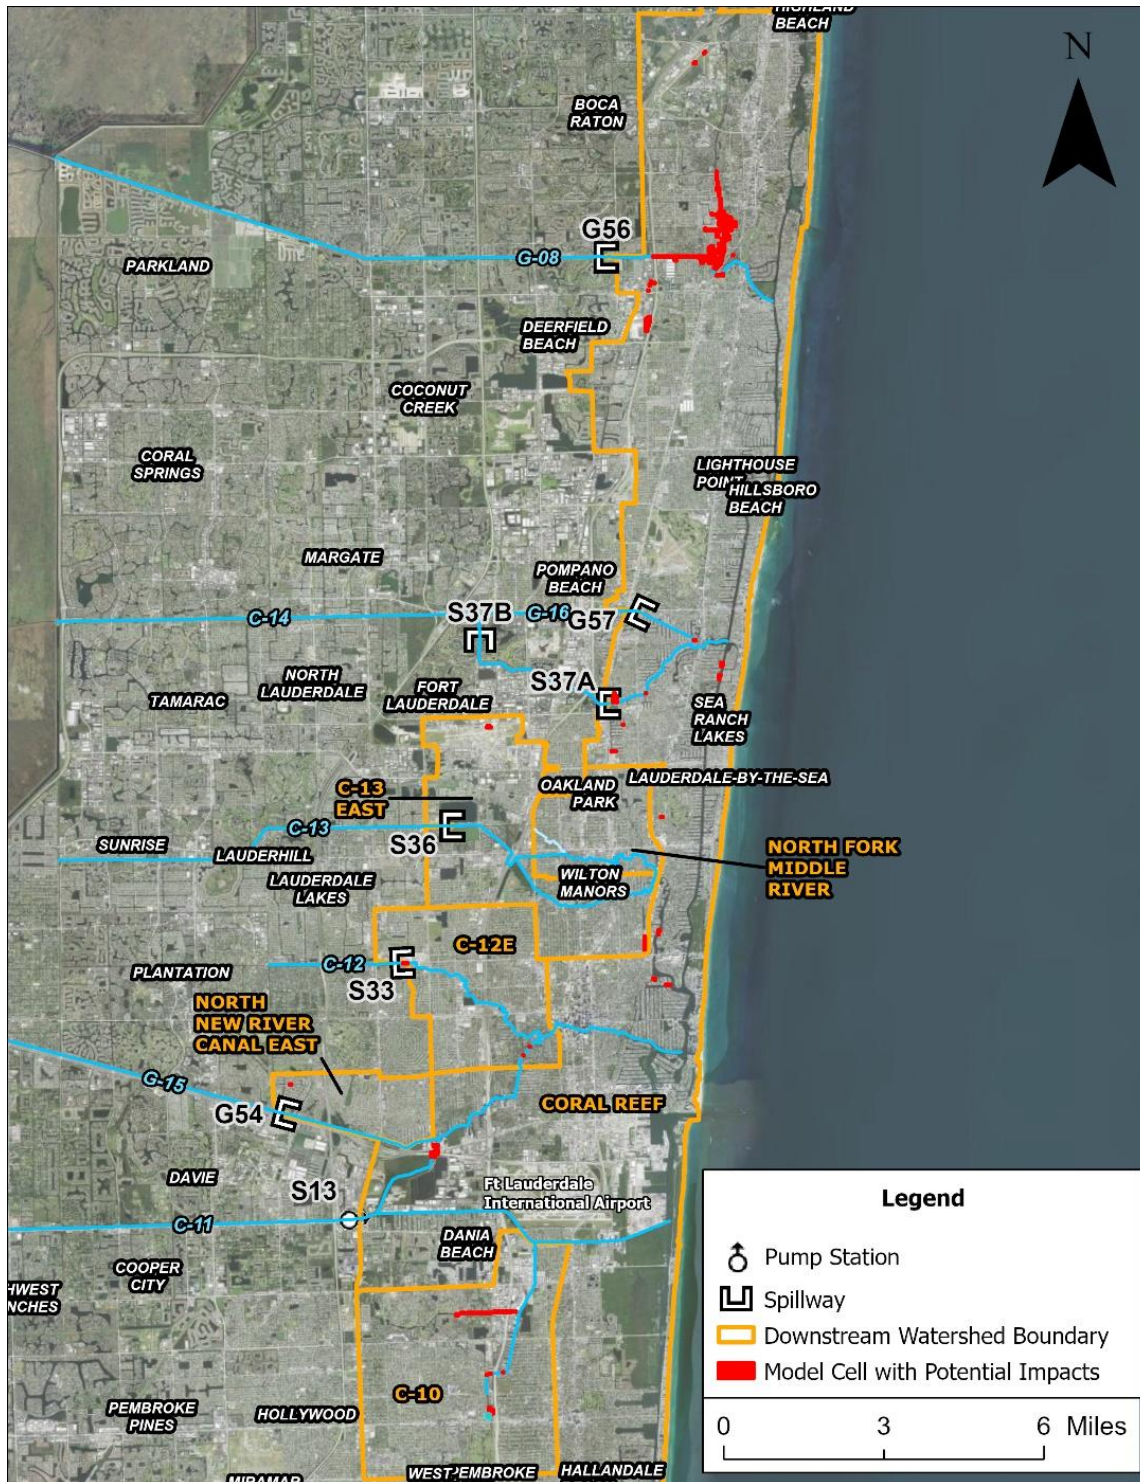 HIGHLAND
BEACH
N
BOCA
RATON
G56
G-08
PARKLAND
DEERFIELD
BEACH
COCONUT
CREEK
CORAL
SPRINGS
LIGHTHOUSE
POINT
HILLSBORO
BEACH
MARGATE
POMPANO
BEACH
C-14
S37B
G-16
G57
NORTH
LAUDERDALE
TAMARAC
FORT
LAUDERDALE
S37A
SEA
RANCH
LAKES
C-13
EAST
OAKLAND
PARK
LAUDERDALE-BY-THE-SEA
SUNRISE
C-13
S36
LAUDERHILL
LAUDERDALE
LAKES
WILTON
MANORS
NORTH FORK
MIDDLE
RIVER
C-12E
PLANTATION
C-12
S33
NORTH
NEW RIVER
CANAL EAST
G-15
G54
CORAL REEF
DAVIE
S13
Ft Lauderdale
International Airport
C-11
DANIA
BEACH
COOPER
CITY
HWEST
NCHES
C-10
PEMBROKE
PINES
HOLLYWOOD
MIRAMAR
WEST
PEMBROKE
HALLANDALE
Legend
Pump Station
Spillway
Downstream Watershed Boundary
Model Cell with Potential Impacts
0 3 6 Miles